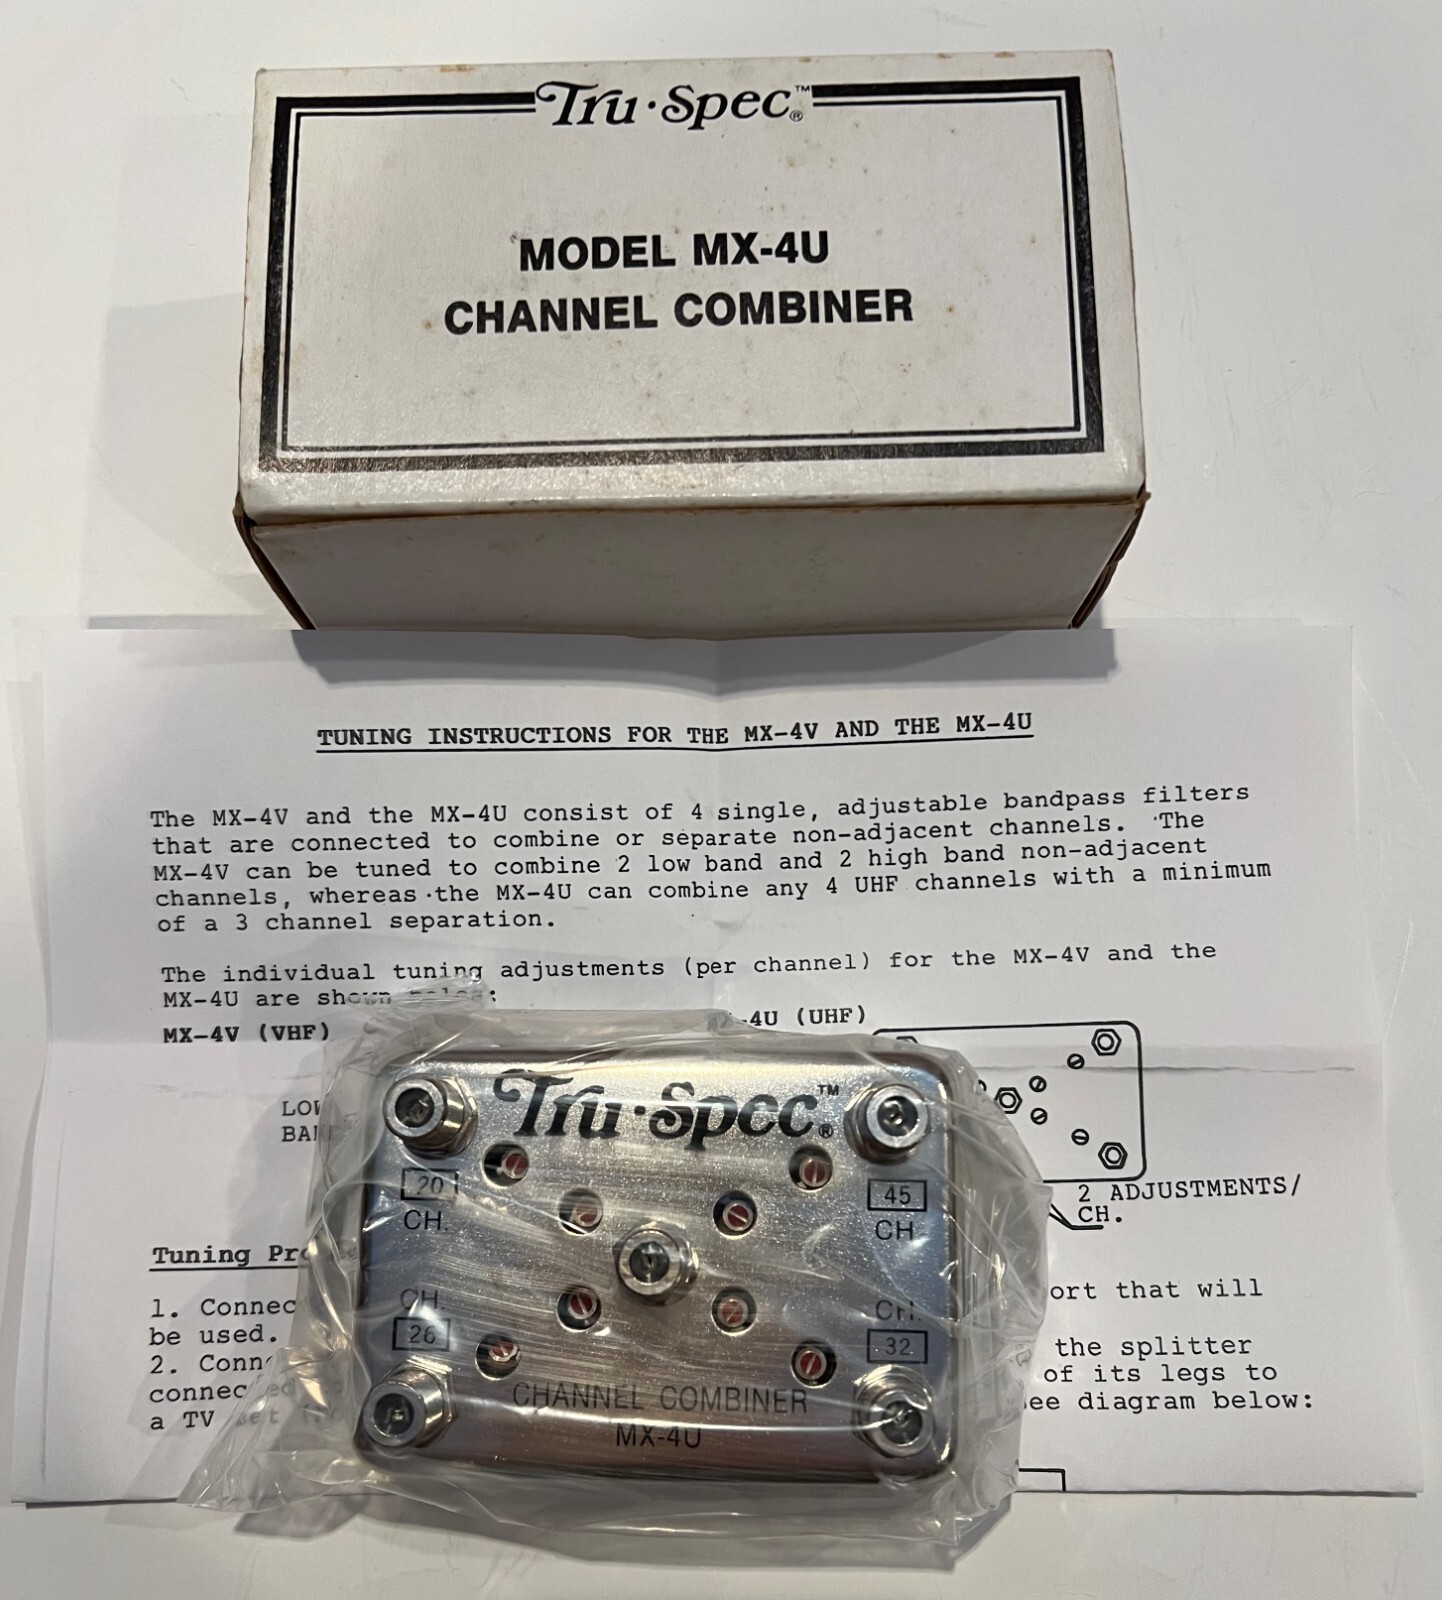 Tru·Spec™®
MODEL MX-4U
CHANNEL COMBINER
TUNING INSTRUCTIONS FOR THE MX-4V AND THE MX-4U
The MX-4V and the MX-4U consist of 4 single, adjustable bandpass filters
that are connected to combine or separate non-adjacent channels. The
MX-4V can be tuned to combine 2 low band and 2 high band non-adjacent
channels, whereas the MX-4U can combine any 4 UHF channels with a minimum
of a 3 channel separation.
The individual tuning adjustments (per channel) for the MX-4V and the
MX-4U are shown
MX-4V (VHF)
-4U (UHF)
2 ADJUSTMENTS/
CH.
Tuning
1. Connec
ort that will
be used.
2. Conn
the splitter
connec
of its legs to
a TV set
ee diagram below:
Tru·Spec™®
20
CH.
45
CH
CH.
26
CH.
32
CHANNEL COMBINER
MX-4U